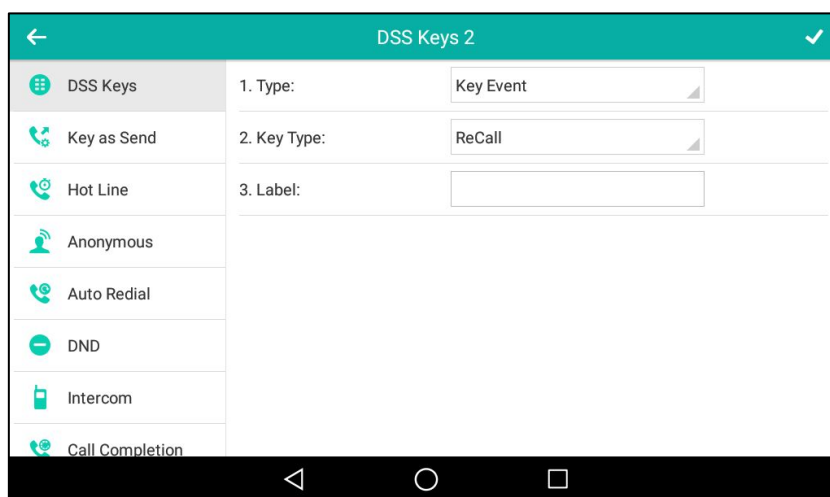 DSS Keys 2
DSS Keys
1. Type:
Key Event
Key as Send
2. Key Type:
ReCall
Hot Line
3. Label:
Anonymous
Auto Redial
DND
Intercom
Call Completion